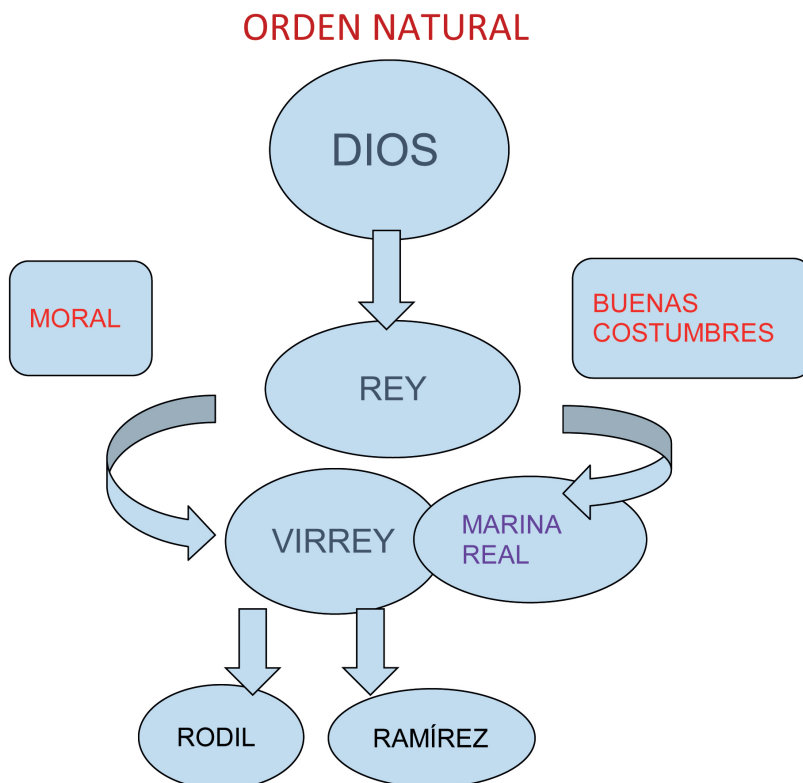 ORDEN NATURAL
DIOS
MORAL
BUENAS
COSTUMBRES
REY
VIRREY
MARINA
REAL
RODIL
RAMÍREZ